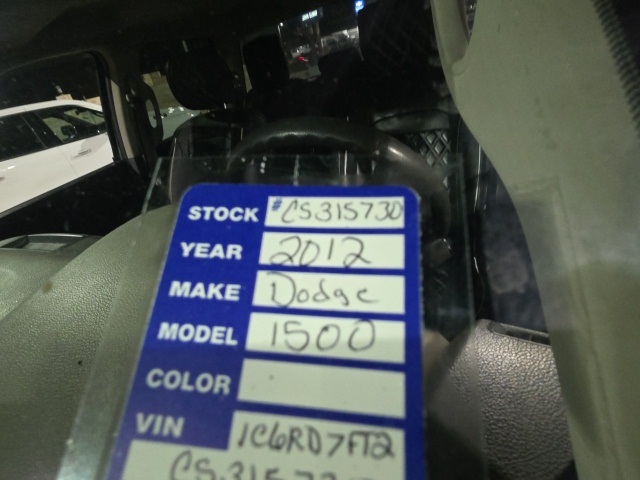 STOCK #CS315730
YEAR 2012
MAKE Dodge
MODEL 1500
COLOR
VIN 1C6RD7FT2